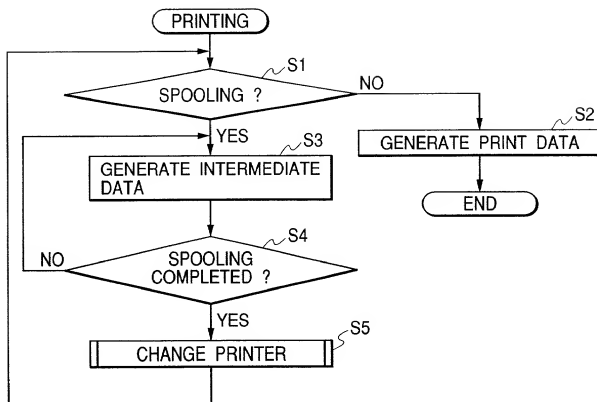 PRINTING
S1
SPOOLING ?
NO
YES
S2
GENERATE PRINT DATA
S3
GENERATE INTERMEDIATE
DATA
END
S4
SPOOLING
COMPLETED ?
NO
YES
S5
CHANGE PRINTER